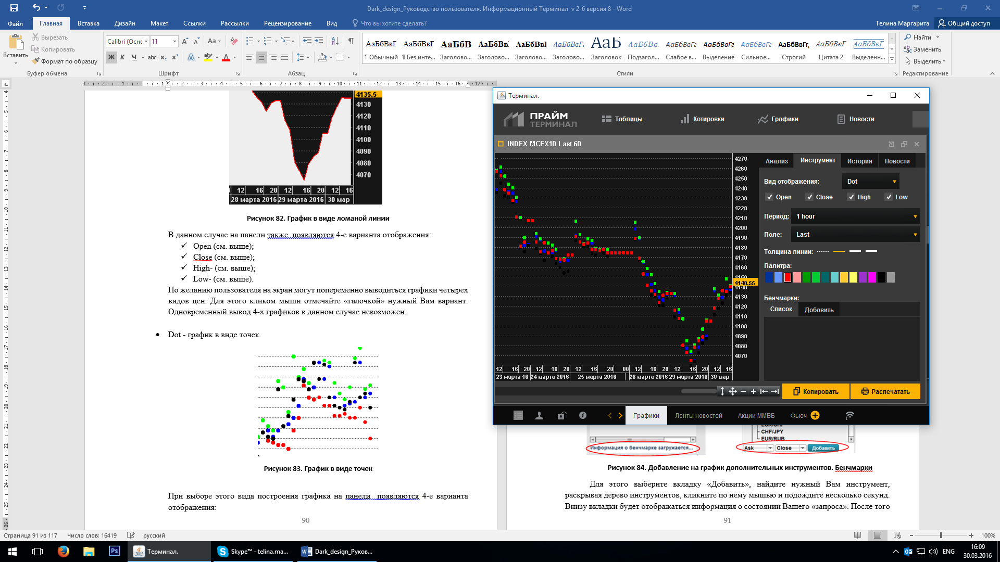 Dark_design_Руководство пользователя. Информационный Терминал v 2-6 версия 8 - Word
Файл Главная Вставка Дизайн Макет Ссылки Рассылки Рецензирование Вид Что вы хотите сделать? Телина Маргарита Общий доступ
Вставить
Вырезать
Копировать
Формат по образцу
Calibri (Оснс 11
Ж К Ч abc x₂ x²
АаБбВвГ АаБбВвГ АаБбВ АаБбВв АаБбВвІ АаБбВвГг АаБ АаБбВв АаБбВвГг АаБбВвГг АаБбВвГг АаБбВвГг, АаБбВвГг АаБбВвГ
¶ Обычный ¶ Без инте... Заголово... Заголово... Заголово... Заголово... Заголовок Подзагол... Слабое в... Выделение Сильное... Строгий Цитата 2 Выделенн...
Найти
Заменить
Выделить
Буфер обмена Шрифт Абзац Стили Редактирование
4135.5
4130
4120
4110
4100
4090
4080
4070
12 16 20 12 16 20 12 16
28 марта 2016 29 марта 2016 30 мар
Рисунок 82. График в виде ломаной линии
В данном случае на панели также появляются 4-е варианта отображения:
✓ Open (см. выше);
✓ Close (см. выше);
✓ High- (см. выше);
✓ Low- (см. выше).
По желанию пользователя на экран могут попеременно выводиться графики четырех
видов цен. Для этого кликом мыши отмечайте «галочкой» нужный Вам вариант.
Одновременный вывод 4-х графиков в данном случае невозможен.
• Dot - график в виде точек.
Рисунок 83. График в виде точек
При выборе этого вида построения графика на панели появляются 4-е варианта
отображения:
90
Терминал.
ПРАЙМ
ТЕРМИНАЛ
Таблицы Котировки Графики Новости
INDEX MCEX10 Last 60
4270
4260
4250
4240
4230
4220
4210
4200
4190
4180
4170
4160
4150
4140.55
4140
4130
4120
4110
4100
4090
4080
4070
12 16 20 12 16 20 12 16 20 00 12 16 20 12 16 20 12 16
23 марта 16 24 марта 2016 25 марта 2016 28 марта 2016 29 марта 2016 30 мар
Анализ Инструмент История Новости
Вид отображения: Dot
Open Close High Low
Период: 1 hour
Поле: Last
Толщина линии:
Палитра:
Бенчмарки:
Список Добавить
Копировать Распечатать
Графики Ленты новостей Акции ММВБ Фьюч
CHF/JPY
EUR/RUB
Информация о бенчмарке загружается...
Ask Close Добавить
Рисунок 84. Добавление на график дополнительных инструментов. Бенчмарки
Для этого выберите вкладку «Добавить», найдите нужный Вам инструмент,
раскрывая дерево инструментов, кликните по нему мышью и подождите несколько секунд.
Внизу вкладки будет отображаться информация о состоянии Вашего «запроса». После того
91
Страница 91 из 117 Число слов: 16419 русский 100%
Терминал. Skype™ - telina.ma... Dark_design_Руков... ENG
16:09
30.03.2016